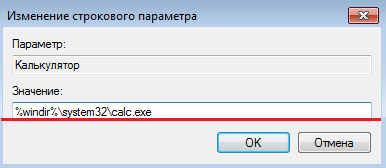 Изменение строкового параметра
Параметр:
Калькулятор
Значение:
%windir%\system32\calc.exe
OK
Отмена